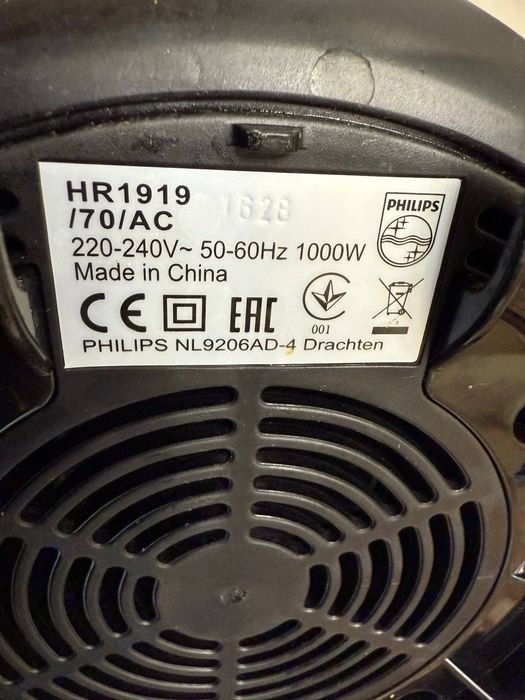 HR1919
/70/AC
1628
PHILIPS
220-240V~ 50-60Hz 1000W
Made in China
CE EAC
001
PHILIPS NL9206AD-4 Drachten